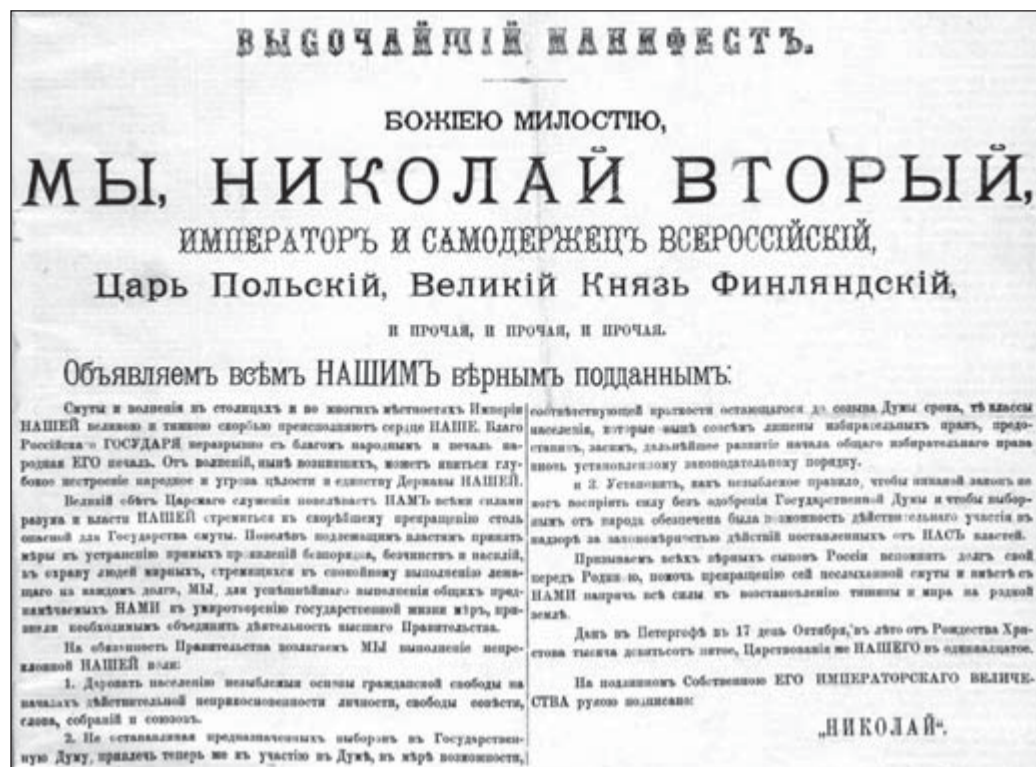 ВЫСОЧАЙШІЙ МАНИФЕСТЪ.
БОЖІЕЮ МИЛОСТІЮ,
МЫ, НИКОЛАЙ ВТОРЫЙ,
ИМПЕРАТОРЪ И САМОДЕРЖЕЦЪ ВСЕРОССІЙСКІЙ,
Царь Польскій, Великій Князь Финляндскій,
И ПРОЧАЯ, И ПРОЧАЯ, И ПРОЧАЯ.
Объявляемъ всѣмъ НАШИМЪ вѣрнымъ подданнымъ:
Смуты и волненія въ столицахъ и во многихъ мѣстностяхъ Имперіи
НАШЕЙ великою и тяжкою скорбью преисполняютъ сердце НАШЕ. Благо
Россійскаго ГОСУДАРЯ неразрывно съ благомъ народнымъ и печаль на-
родная ЕГО печаль. Отъ волненій, нынѣ возникшихъ, можетъ явиться глу-
бокое нестроеніе народное и угроза цѣлости и единству Державы НАШЕЙ.
Великій обѣтъ Царскаго служенія повелѣваетъ НАМЪ всѣми силами
разума и власти НАШЕЙ стремиться къ скорѣйшему прекращенію столь
опасной для Государства смуты. Повелѣвъ подлежащимъ властямъ принять
мѣры къ устраненію прямыхъ проявленій безпорядка, безчинствъ и насилій,
въ охрану людей мирныхъ, стремящихся къ спокойному выполненію лежа-
щаго на каждомъ долга, МЫ, для успѣшнѣйшаго выполненія общихъ пред-
намѣчаемыхъ НАМИ къ умиротворенію государственной жизни мѣръ, при-
знали необходимымъ объединить дѣятельность высшаго Правительства.
На обязанность Правительства возлагаемъ МЫ выполненіе непре-
клонной НАШЕЙ воли:
1. Даровать населенію незыблемыя основы гражданской свободы на
началахъ дѣйствительной неприкосновенности личности, свободы совѣсти,
слова, собраній и союзовъ.
2. Не останавливая предназначенныхъ выборовъ въ Государствен-
ную Думу, привлечь теперь же къ участію въ Думѣ, въ мѣрѣ возможности,
соотвѣтствующей краткости остающагося до созыва Думы срока, тѣ классы
населенія, которые нынѣ совсѣмъ лишены избирательныхъ правъ, предо-
ставивъ, засимъ, дальнѣйшее развитіе начала общаго избирательнаго права
вновь установленному законодательному порядку.
и 3. Установить, какъ незыблемое правило, чтобы никакой законъ не
могъ воспріять силу безъ одобренія Государственной Думы и чтобы выбор-
нымъ отъ народа обезпечена была возможность дѣйствительнаго участія въ
надзорѣ за закономѣрностью дѣйствій поставленныхъ отъ НАСЪ властей.
Призываемъ всѣхъ вѣрныхъ сыновъ Россіи вспомнить долгъ свой
передъ Родиною, помочь прекращенію сей неслыханной смуты и вмѣстѣ съ
НАМИ напрячь всѣ силы къ возстановленію тишины и мира на родной
землѣ.
Данъ въ Петергофѣ въ 17 день Октября, въ лѣто отъ Рождества Хри-
стова тысяча девятьсотъ пятое, Царствованія же НАШЕГО въ одиннадцатое.
На подлинномъ Собственною ЕГО ИМПЕРАТОРСКАГО ВЕЛИЧЕ-
СТВА рукою подписано:
„НИКОЛАЙ“.